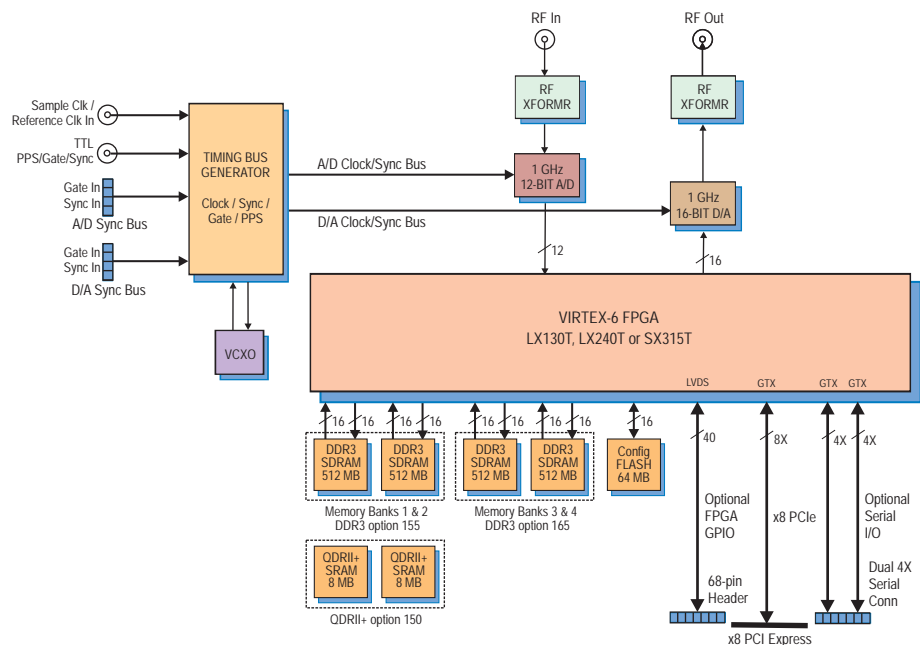 RF In
RF Out
Sample Clk /
Reference Clk In
TTL
PPS/Gate/Sync
Gate In
Sync In
A/D Sync Bus
Gate In
Sync In
D/A Sync Bus
TIMING BUS
GENERATOR
Clock / Sync /
Gate / PPS
VCXO
A/D Clock/Sync Bus
D/A Clock/Sync Bus
RF
XFORMR
RF
XFORMR
1 GHz
12-BIT A/D
1 GHz
16-BIT D/A
12
16
VIRTEX-6 FPGA
LX130T, LX240T or SX315T
LVDS
GTX
GTX
GTX
16
16
16
16
16
16
16
16
16
40
8X
4X
4X
DDR3
SDRAM
512 MB
DDR3
SDRAM
512 MB
DDR3
SDRAM
512 MB
DDR3
SDRAM
512 MB
Config
FLASH
64 MB
Memory Banks 1 & 2
DDR3 option 155
Memory Banks 3 & 4
DDR3 option 165
QDRII+
SRAM
8 MB
QDRII+
SRAM
8 MB
QDRII+ option 150
Optional
FPGA
GPIO
68-pin
Header
x8 PCIe
x8 PCI Express
Optional
Serial
I/O
Dual 4X
Serial
Conn